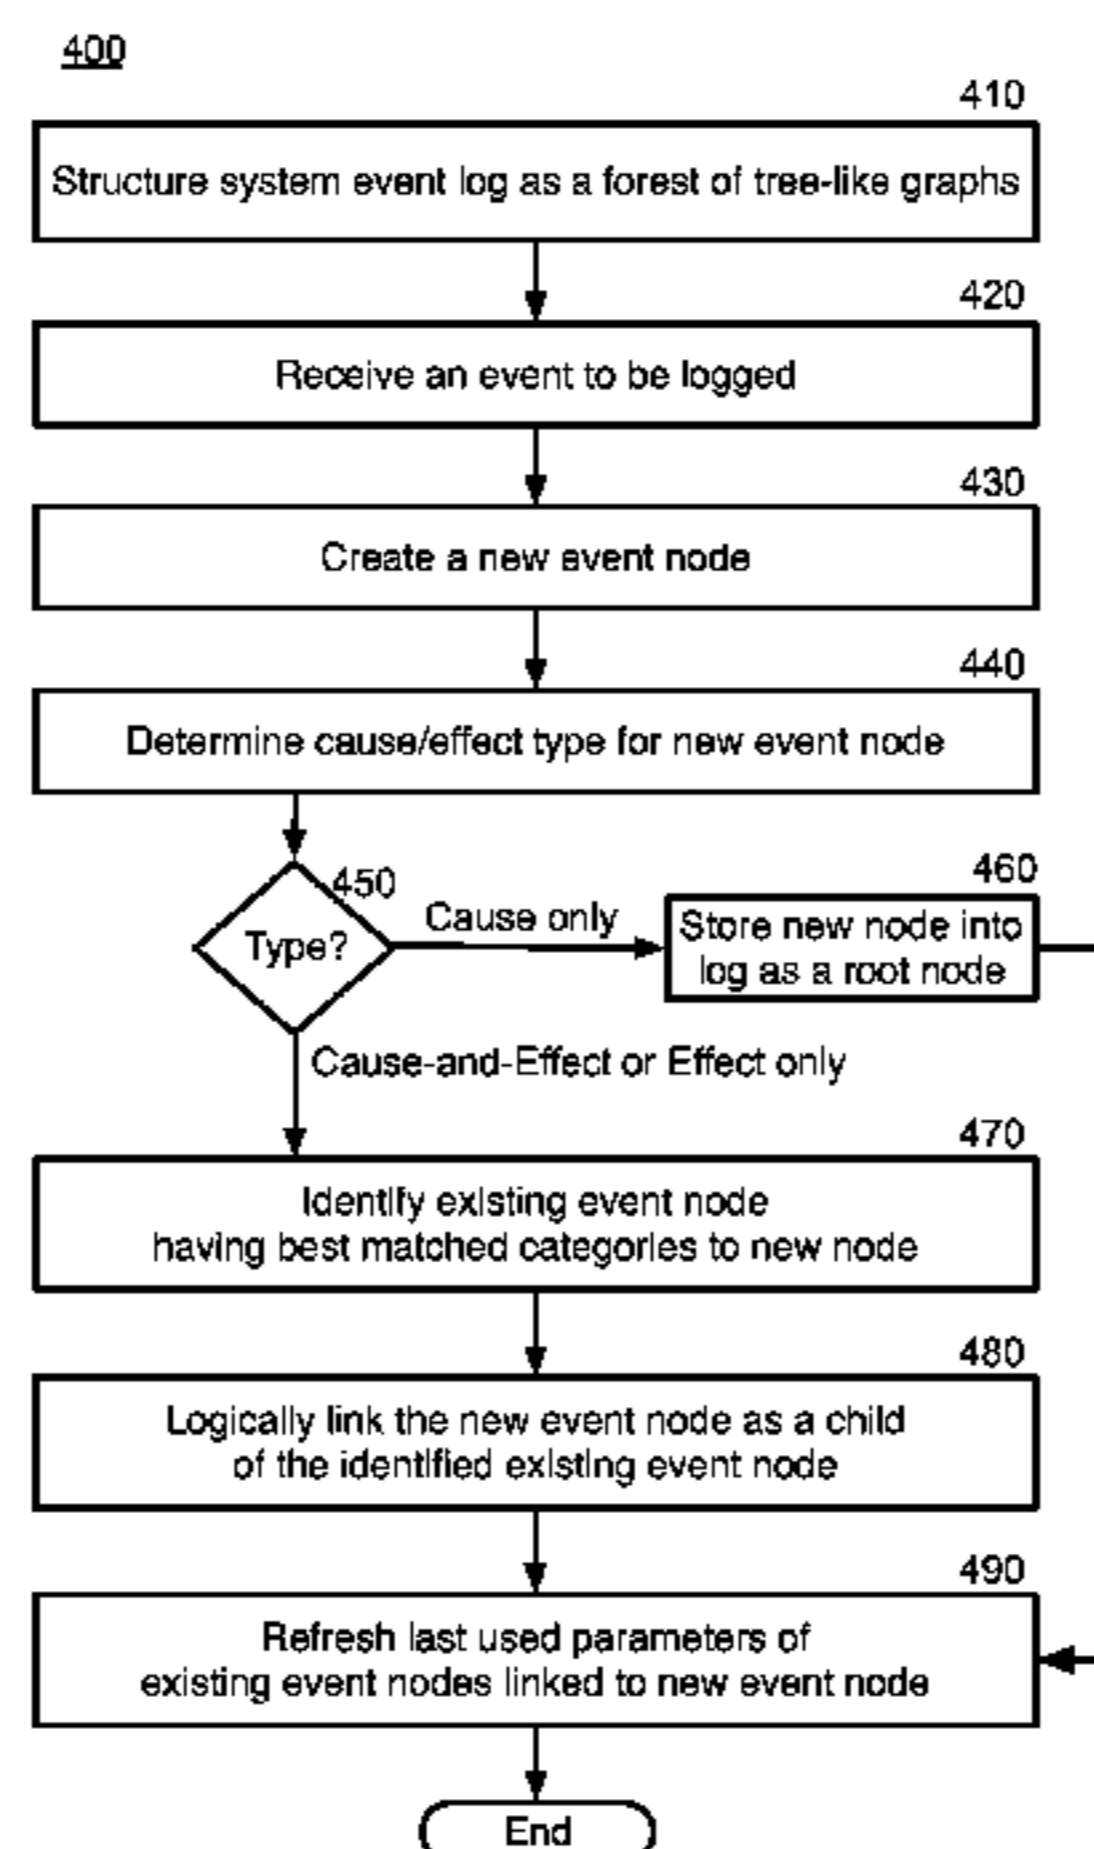 400
410
Structure system event log as a forest of tree-like graphs
420
Receive an event to be logged
430
Create a new event node
440
Determine cause/effect type for new event node
450
Type?
Cause only
460
Store new node into
log as a root node
Cause-and-Effect or Effect only
470
Identify existing event node
having best matched categories to new node
480
Logically link the new event node as a child
of the identified existing event node
490
Refresh last used parameters of
existing event nodes linked to new event node
End